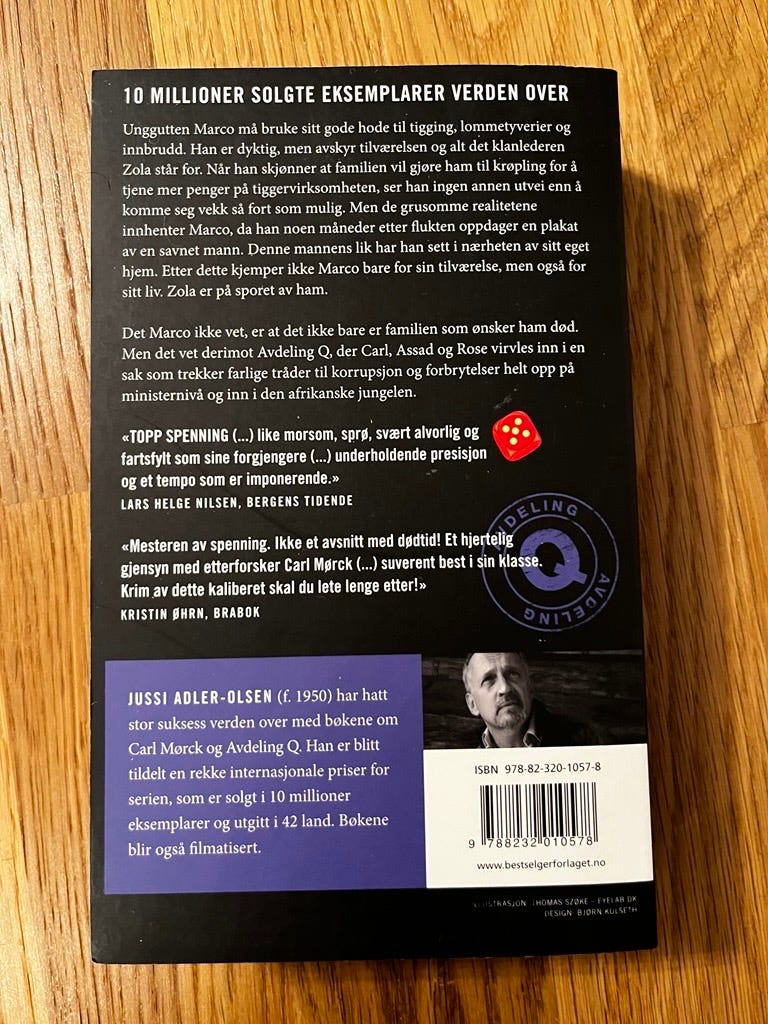 10 MILLIONER SOLGTE EKSEMPLARER VERDEN OVER
Unggutten Marco må bruke sitt gode hode til tigging, lommetyverier og
innbrudd. Han er dyktig, men avskyr tilværelsen og alt det klanlederen
Zola står for. Når han skjønner at familien vil gjøre ham til krøpling for å
tjene mer penger på tiggervirksomheten, ser han ingen annen utvei enn å
komme seg vekk så fort som mulig. Men de grusomme realitetene
innhenter Marco, da han noen måneder etter flukten oppdager en plakat
av en savnet mann. Denne mannens lik har han sett i nærheten av sitt eget
hjem. Etter dette kjemper ikke Marco bare for sin tilværelse, men også for
sitt liv. Zola er på sporet av ham.
Det Marco ikke vet, er at det ikke bare er familien som ønsker ham død.
Men det vet derimot Avdeling Q, der Carl, Assad og Rose virvles inn i en
sak som trekker farlige tråder til korrupsjon og forbrytelser helt opp på
ministernivå og inn i den afrikanske jungelen.
«TOPP SPENNING (...) like morsom, sprø, svært alvorlig og
fartsfylt som sine forgjengere (...) underholdende presisjon
og et tempo som er imponerende.»
LARS HELGE NILSEN, BERGENS TIDENDE
«Mesteren av spenning. Ikke et avsnitt med dødtid! Et hjertelig
gjensyn med etterforsker Carl Mørck (...) suverent best i sin klasse.
Krim av dette kaliberet skal du lete lenge etter!»
KRISTIN ØHRN, BRABOK
AVDELING
Q
AVDELING
JUSSI ADLER-OLSEN (f. 1950) har hatt
stor suksess verden over med bøkene om
Carl Mørck og Avdeling Q. Han er blitt
tildelt en rekke internasjonale priser for
serien, som er solgt i 10 millioner
eksemplarer og utgitt i 42 land. Bøkene
blir også filmatisert.
ISBN 978-82-320-1057-8
9 788232 010578
www.bestselgerforlaget.no
ILLUSTRASJON: THOMAS SZØKE – EYELAB.DK
DESIGN: BJØRN KULSETH